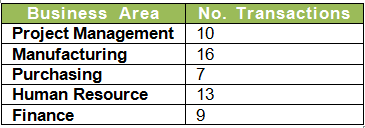 Business Area No. Transactions
Project Management 10
Manufacturing 16
Purchasing 7
Human Resource 13
Finance 9